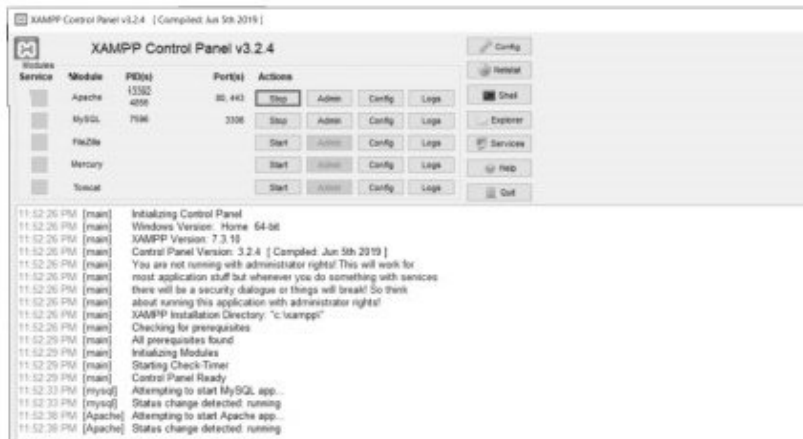 XAMPP Control Panel v3.2.4 [ Compiled: Jun 5th 2019 ]
XAMPP Control Panel v3.2.4
Config
Modules
Service Module PID(s) Port(s) Actions
Netstat
Apache 13392 4856 80, 443 Stop Admin Config Logs
Shell
MySQL 7596 3306 Stop Admin Config Logs
Explorer
FileZilla Start Admin Config Logs
Services
Mercury Start Admin Config Logs
Help
Tomcat Start Admin Config Logs
Quit
11:52:26 PM [main] Initializing Control Panel
11:52:26 PM [main] Windows Version: Home 64-bit
11:52:26 PM [main] XAMPP Version: 7.3.10
11:52:26 PM [main] Control Panel Version: 3.2.4 [ Compiled: Jun 5th 2019 ]
11:52:26 PM [main] You are not running with administrator rights! This will work for
11:52:26 PM [main] most application stuff but whenever you do something with services
11:52:26 PM [main] there will be a security dialogue or things will break! So think
11:52:26 PM [main] about running this application with administrator rights!
11:52:26 PM [main] XAMPP Installation Directory: "c:\xampp\"
11:52:26 PM [main] Checking for prerequisites
11:52:29 PM [main] All prerequisites found
11:52:29 PM [main] Initializing Modules
11:52:29 PM [main] Starting Check-Timer
11:52:29 PM [main] Control Panel Ready
11:52:33 PM [mysql] Attempting to start MySQL app...
11:52:33 PM [mysql] Status change detected: running
11:52:38 PM [Apache] Attempting to start Apache app...
11:52:39 PM [Apache] Status change detected: running